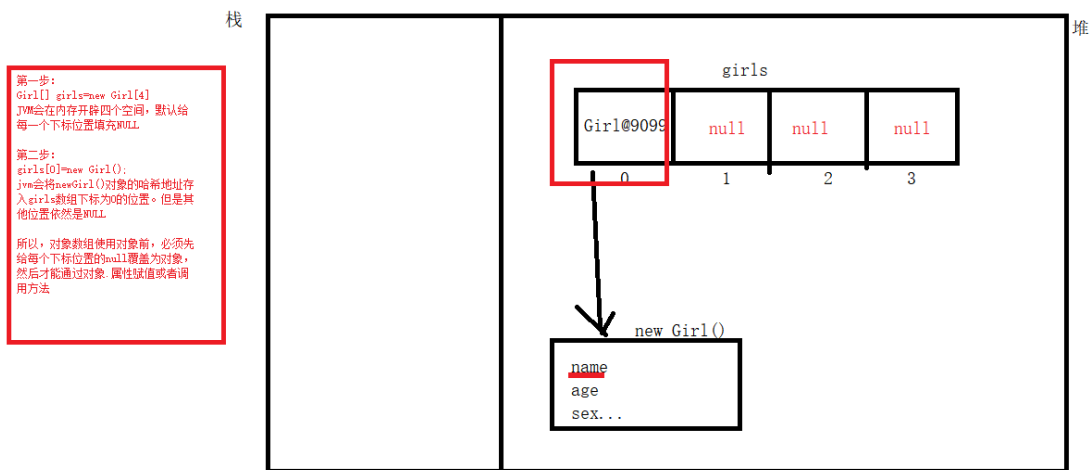 栈
堆
第一步：
Girl[] girls=new Girl[4]
JVM会在内存开辟四个空间，默认给
每一个下标位置填充NULL
第二步：
girls[0]=new Girl();
jvm会将newGirl()对象的哈希地址存
入girls数组下标为0的位置。但是其
他位置依然是NULL
所以，对象数组使用对象前，必须先
给每个下标位置的null覆盖为对象，
然后才能通过对象.属性赋值或者调
用方法
girls
Girl@9099 null null null
0 1 2 3
new Girl()
name
age
sex...